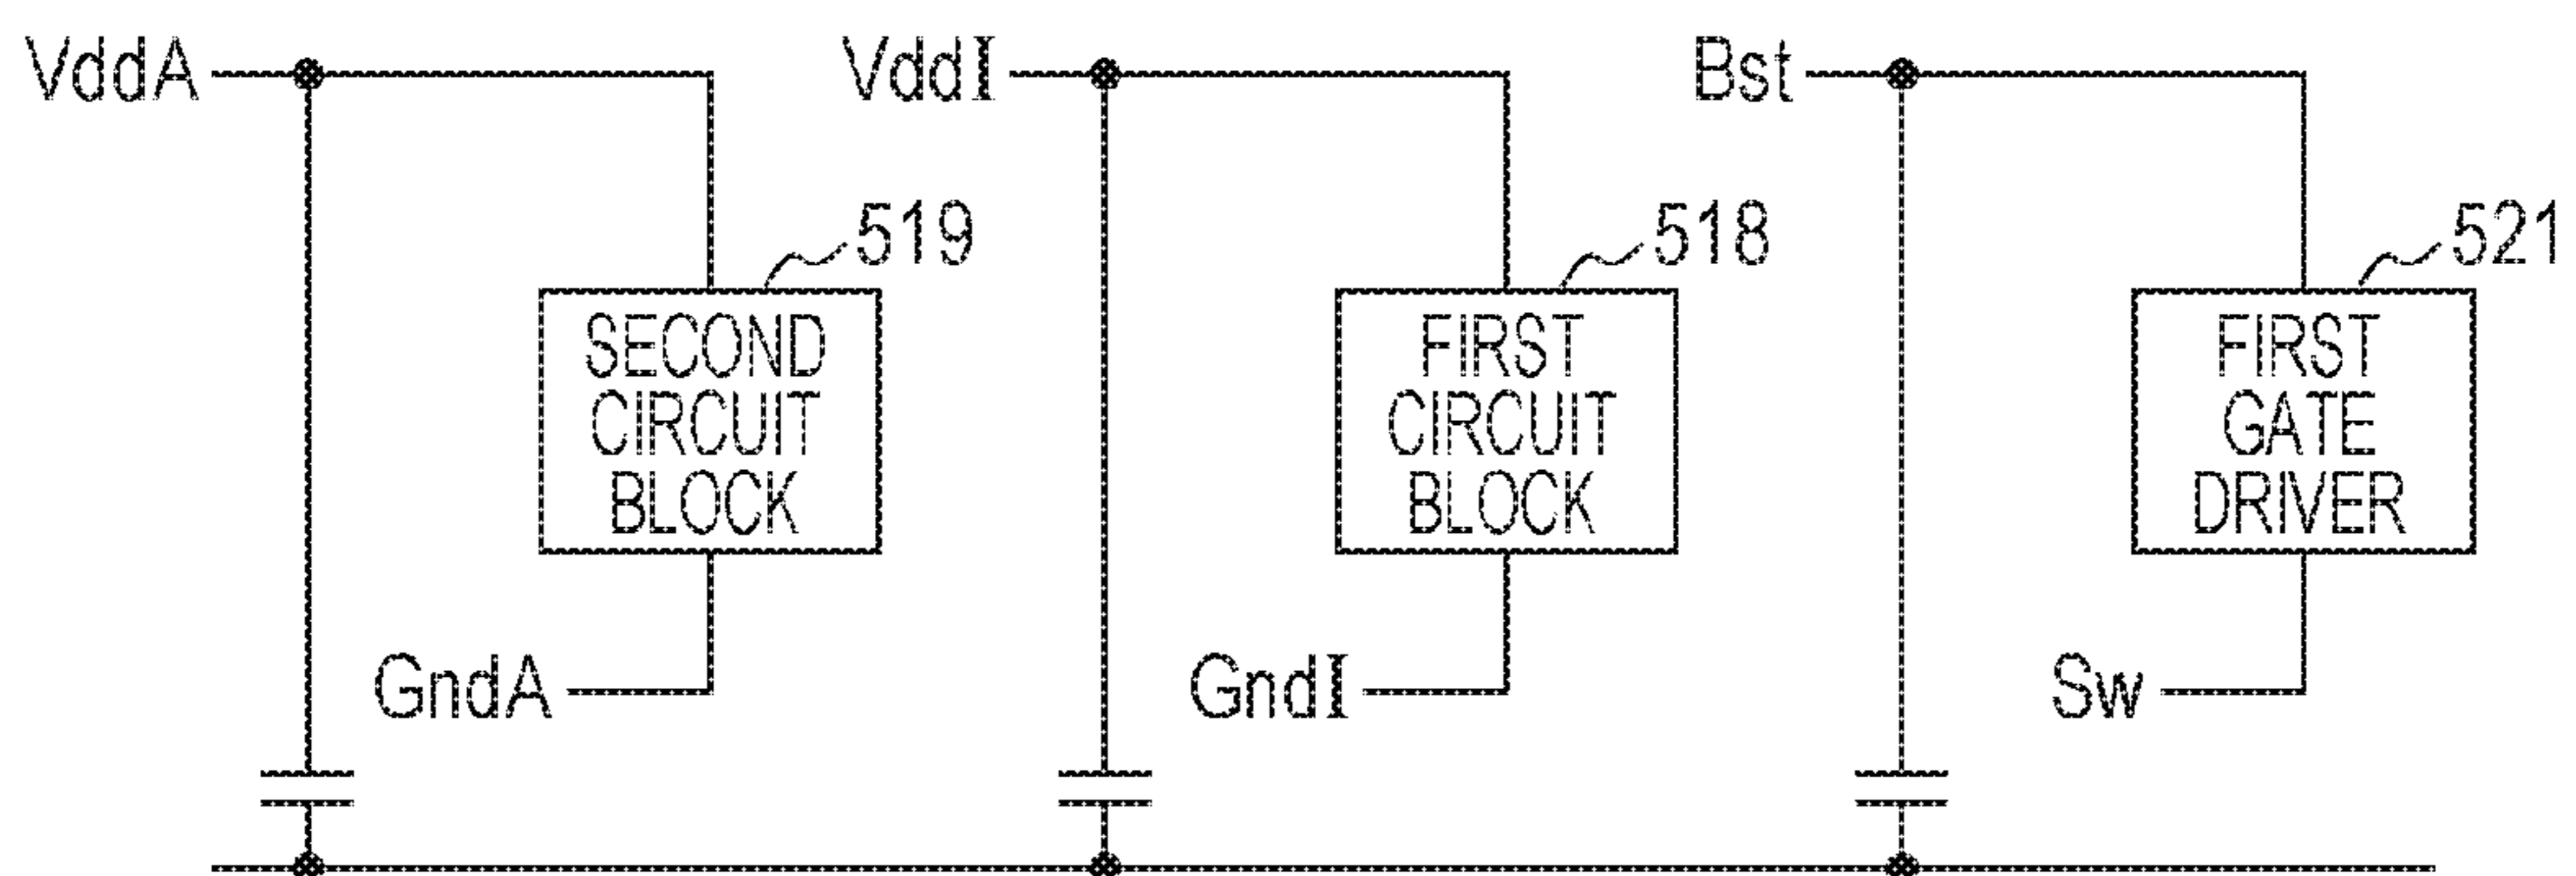 VddA
VddI
Bst
519
518
521
SECOND
CIRCUIT
BLOCK
FIRST
CIRCUIT
BLOCK
FIRST
GATE
DRIVER
GndA
GndI
Sw